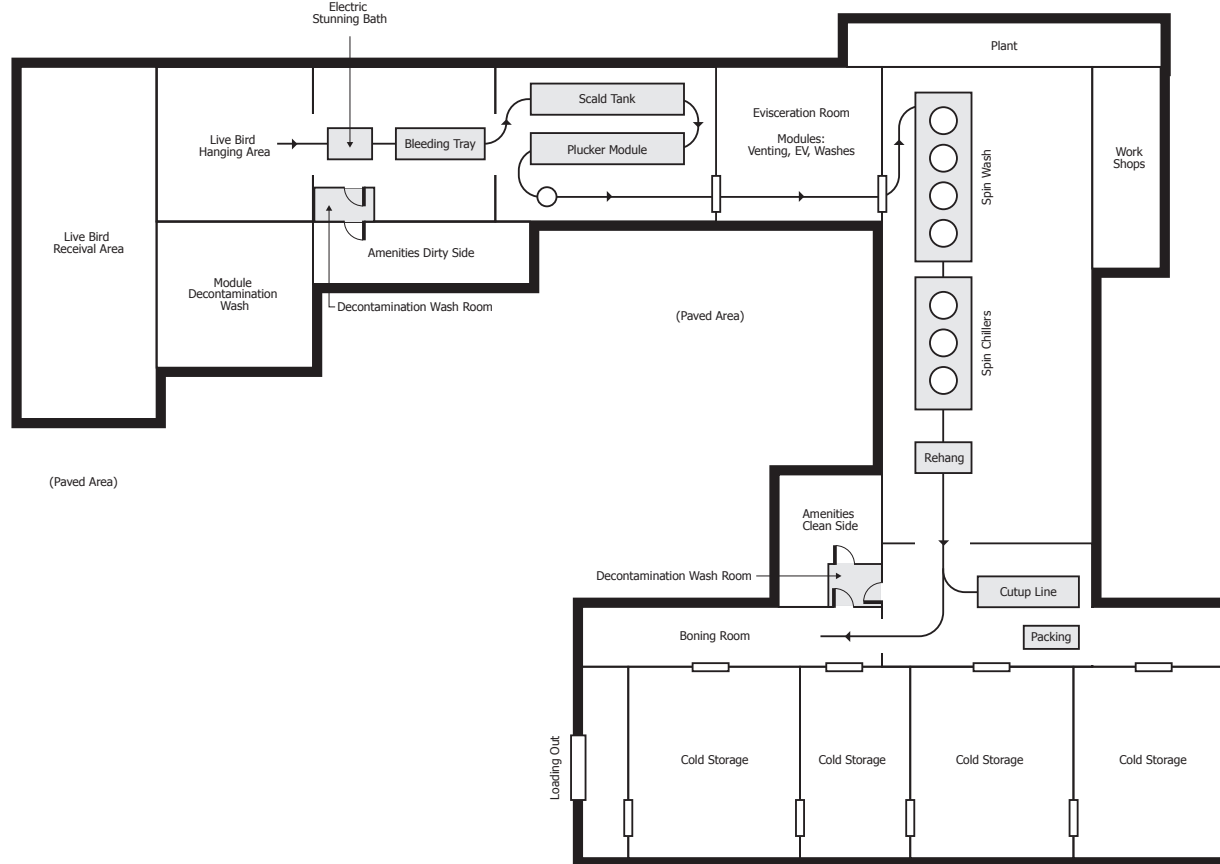 Electric
Stunning Bath
Plant
Scald Tank
Evisceration Room
Live Bird
Hanging Area
Bleeding Tray
Plucker Module
Modules:
Venting, EV, Washes
Spin Wash
Work
Shops
Live Bird
Receival Area
Amenities Dirty Side
Module
Decontamination
Wash
Decontamination Wash Room
(Paved Area)
Spin Chillers
Rehang
(Paved Area)
Amenities
Clean Side
Decontamination Wash Room
Cutup Line
Boning Room
Packing
Loading Out
Cold Storage
Cold Storage
Cold Storage
Cold Storage